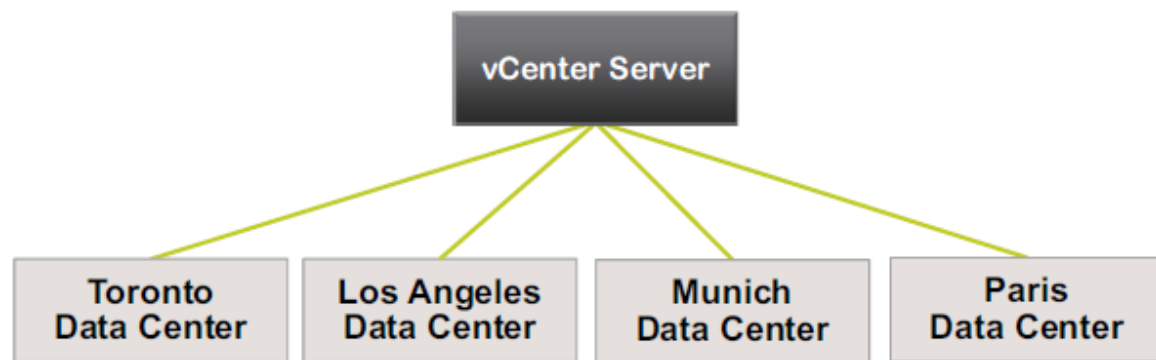 vCenter Server
Toronto
Data Center
Los Angeles
Data Center
Munich
Data Center
Paris
Data Center